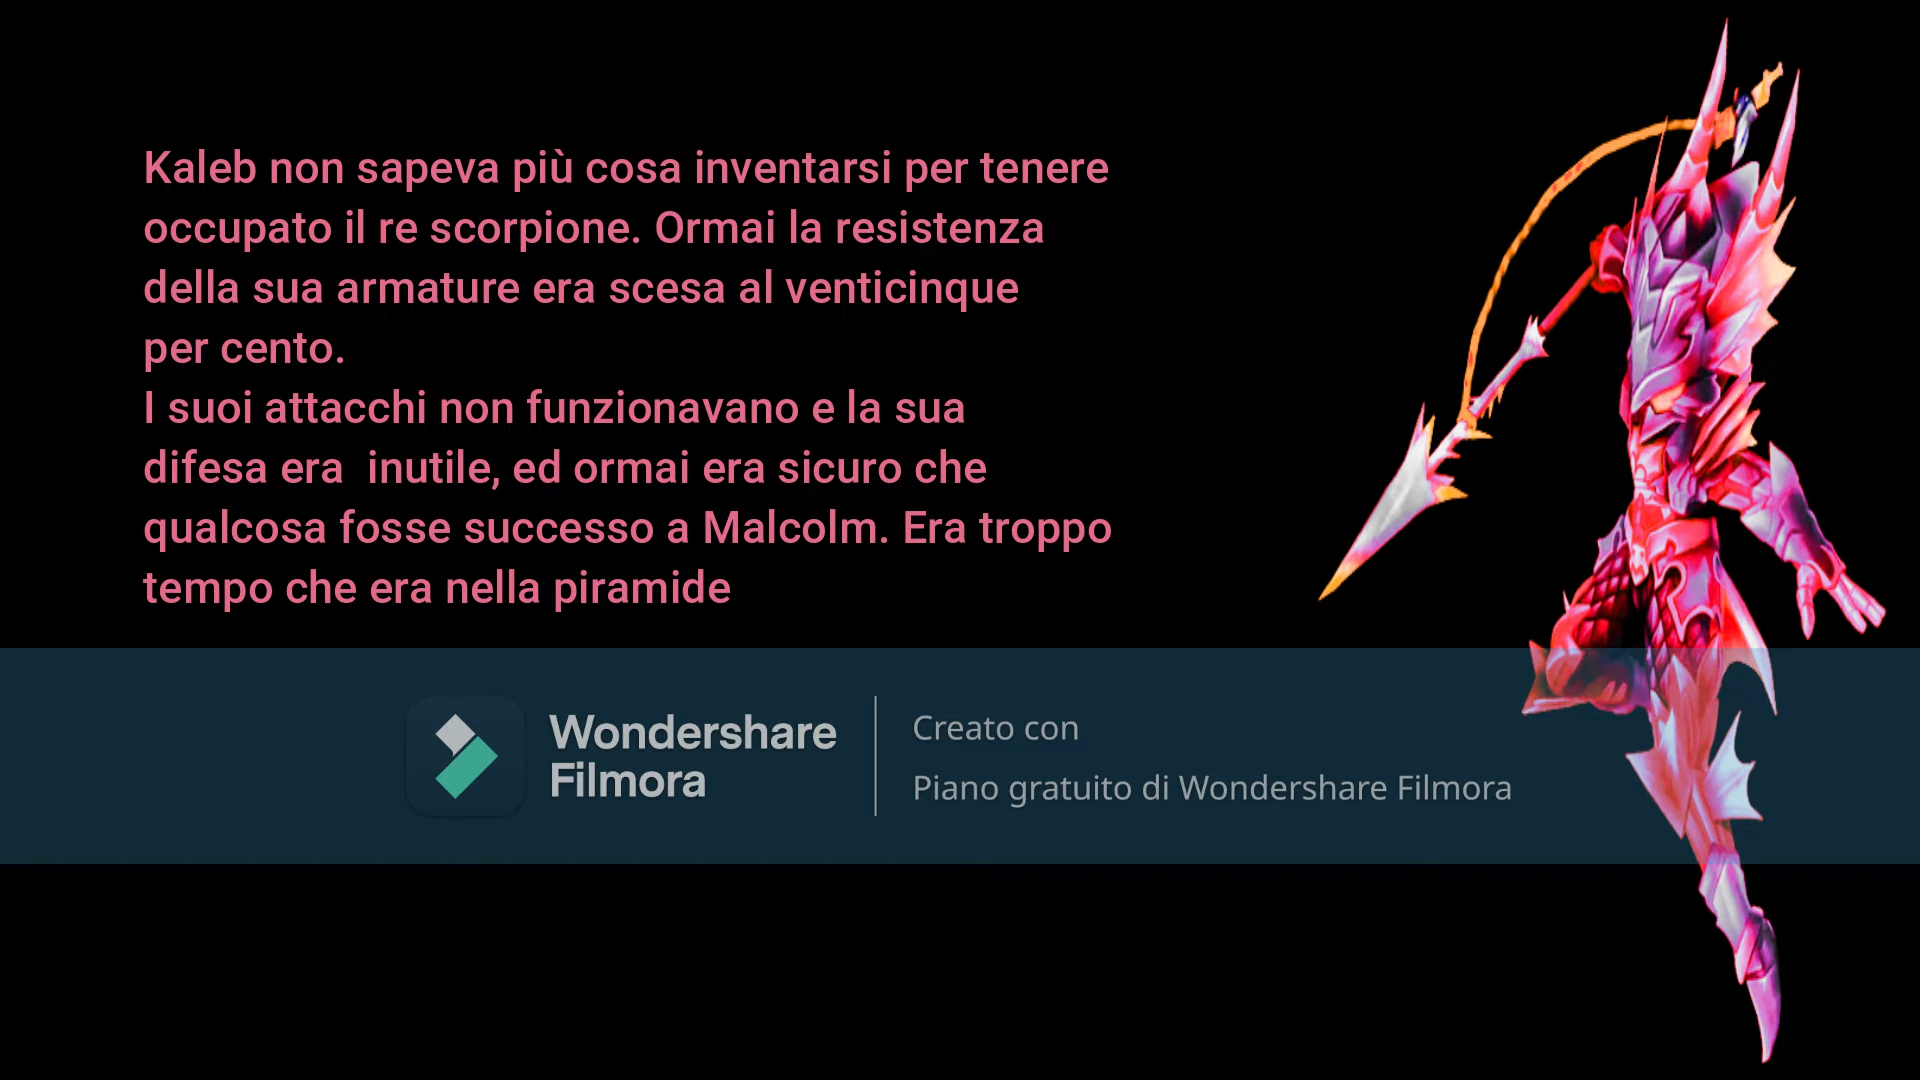 Kaleb non sapeva più cosa inventarsi per tenere
occupato il re scorpione. Ormai la resistenza
della sua armature era scesa al venticinque
per cento.
I suoi attacchi non funzionavano e la sua
difesa era  inutile, ed ormai era sicuro che
qualcosa fosse successo a Malcolm. Era troppo
tempo che era nella piramide
Wondershare
Filmora
Creato con
Piano gratuito di Wondershare Filmora